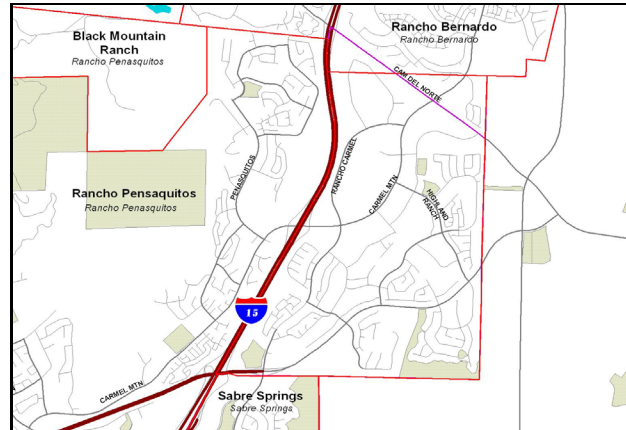 Black Mountain
Ranch
Rancho Penasquitos
Rancho Bernardo
Rancho Bernardo
CAM DEL NORTE
PENASQUITOS
RANCHO CARMEL
CARMEL MTN
HIGHLAND
RANCH
Rancho Pensaquitos
Rancho Penasquitos
15
CARMEL MTN
Sabre Springs
Sabre Springs